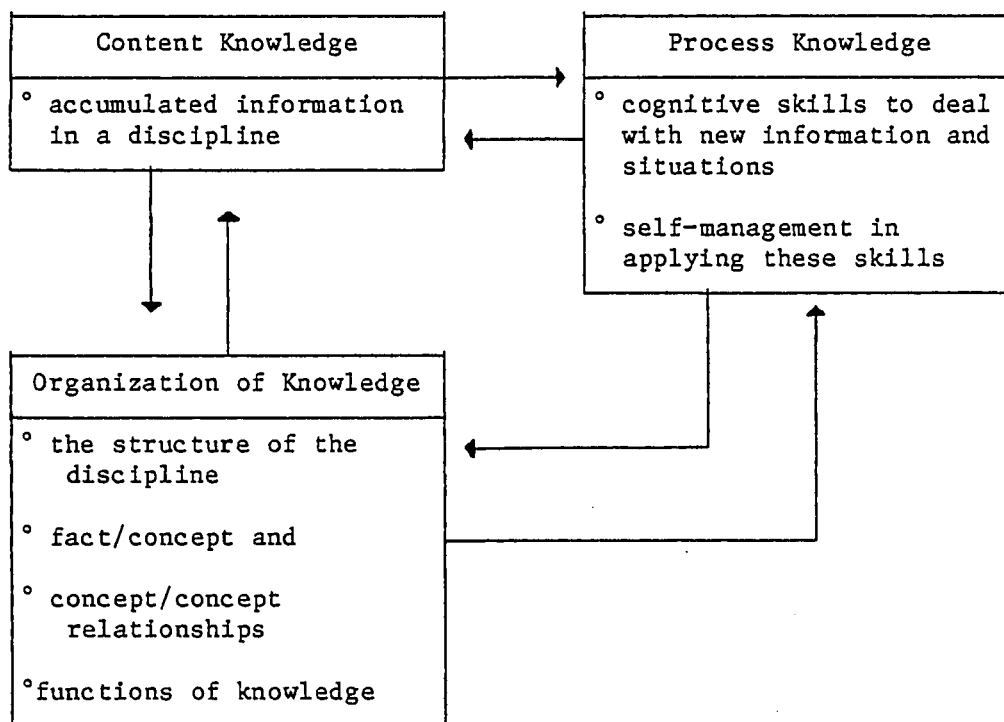 Content Knowledge
° accumulated information
in a discipline
Process Knowledge
° cognitive skills to deal
with new information and
situations
° self-management in
applying these skills
Organization of Knowledge
° the structure of the
discipline
° fact/concept and
° concept/concept
relationships
°functions of knowledge